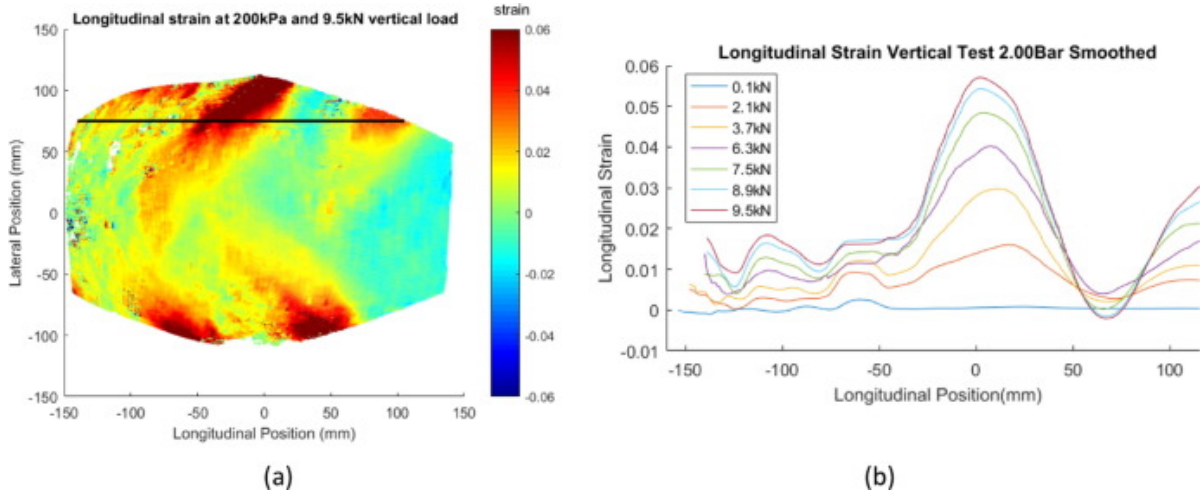 Longitudinal strain at 200kPa and 9.5kN vertical load
strain
150
100
50
0
-50
-100
-150
Lateral Position (mm)
-150 -100 -50 0 50 100 150
Longitudinal Position (mm)
0.06
0.04
0.02
0
-0.02
-0.04
-0.06
(a)
Longitudinal Strain Vertical Test 2.00Bar Smoothed
0.06
0.05
0.04
0.03
0.02
0.01
0
-0.01
Longitudinal Strain
0.1kN
2.1kN
3.7kN
6.3kN
7.5kN
8.9kN
9.5kN
-150 -100 -50 0 50 100
Longitudinal Position(mm)
(b)